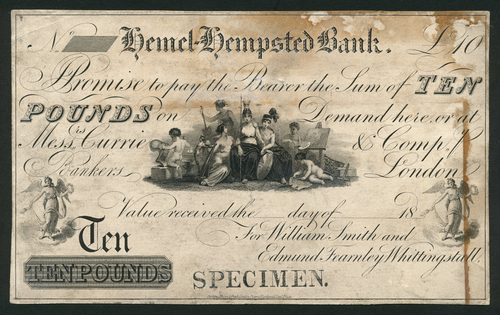 No Hemel-Hempsted Bank. £10
Promise to pay the Bearer the Sum of TEN
POUNDS on Demand here, or at
Messrs. Currie & Comp.y
Bankers London
Value received the day of 18
For William Smith and
Ten
Edmund Fearnley Whittingstall.
TEN POUNDS SPECIMEN.